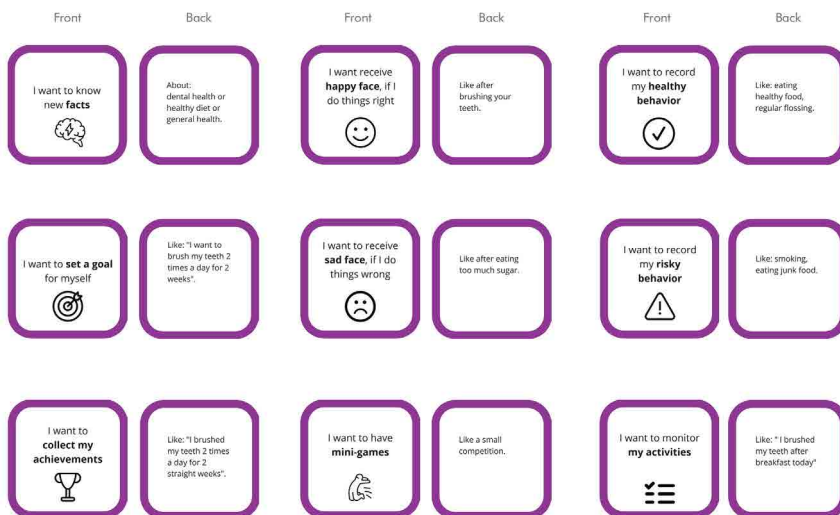 Front
Back
Front
Back
Front
Back
I want to know
new facts
About:
dental health or
healthy diet or
general health.
I want receive
happy face, if I
do things right
Like after
brushing your
teeth.
I want to record
my healthy
behavior
Like: eating
healthy food,
regular flossing.
I want to set a goal
for myself
Like: "I want to
brush my teeth 2
times a day for 2
weeks".
I want to receive
sad face, if I do
things wrong
Like after eating
too much sugar.
I want to record
my risky
behavior
Like: smoking,
eating junk food.
I want to
collect my
achievements
Like: "I brushed
my teeth 2 times
a day for 2
straight weeks".
I want to have
mini-games
Like a small
competition.
I want to monitor
my activities
Like: " I brushed
my teeth after
breakfast today"